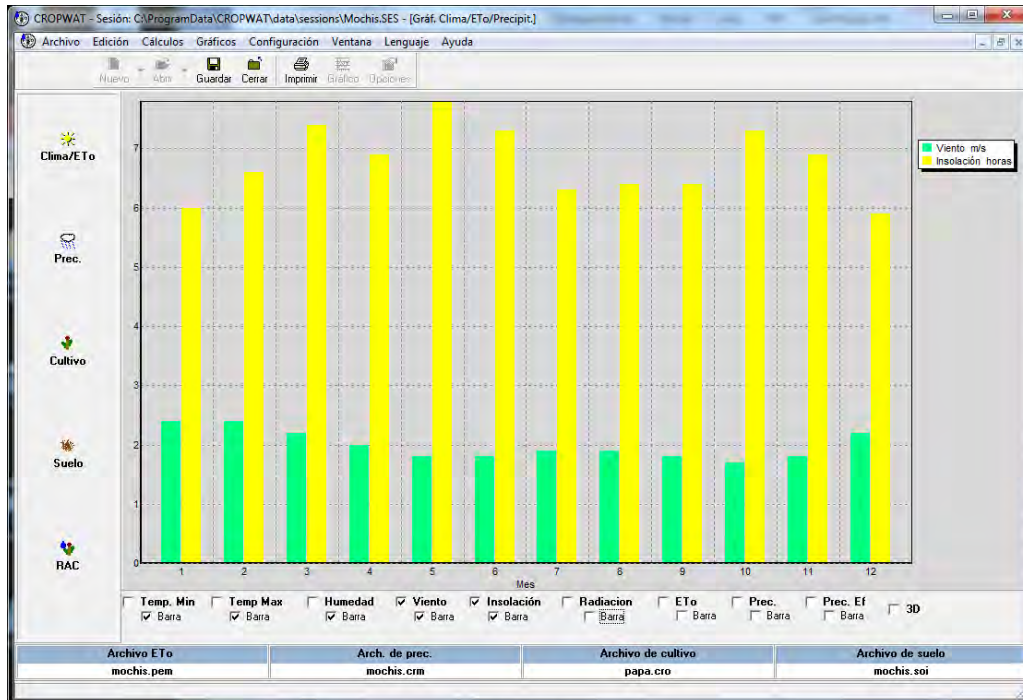 CROPWAT - Sesión: C:\ProgramData\CROPWAT\data\sessions\Mochis.SES - [Gráf. Clima/ETo/Precipit.]
Archivo Edición Cálculos Gráficos Configuración Ventana Lenguaje Ayuda
Nuevo Abrir Guardar Cerrar Imprimir Gráfico Opciones
Clima/ETo
Prec.
Cultivo
Suelo
RAC
7
6
5
4
3
2
1
0
1 2 3 4 5 6 7 8 9 10 11 12
Mes
Viento m/s
Insolación horas
Temp. Min Temp Max Humedad Viento Insolación Radiacion ETo Prec. Prec. Ef 3D
Barra Barra Barra Barra Barra Barra Barra Barra Barra
Archivo ETo Arch. de prec. Archivo de cultivo Archivo de suelo
mochis.pem mochis.crm papa.cro mochis.soi